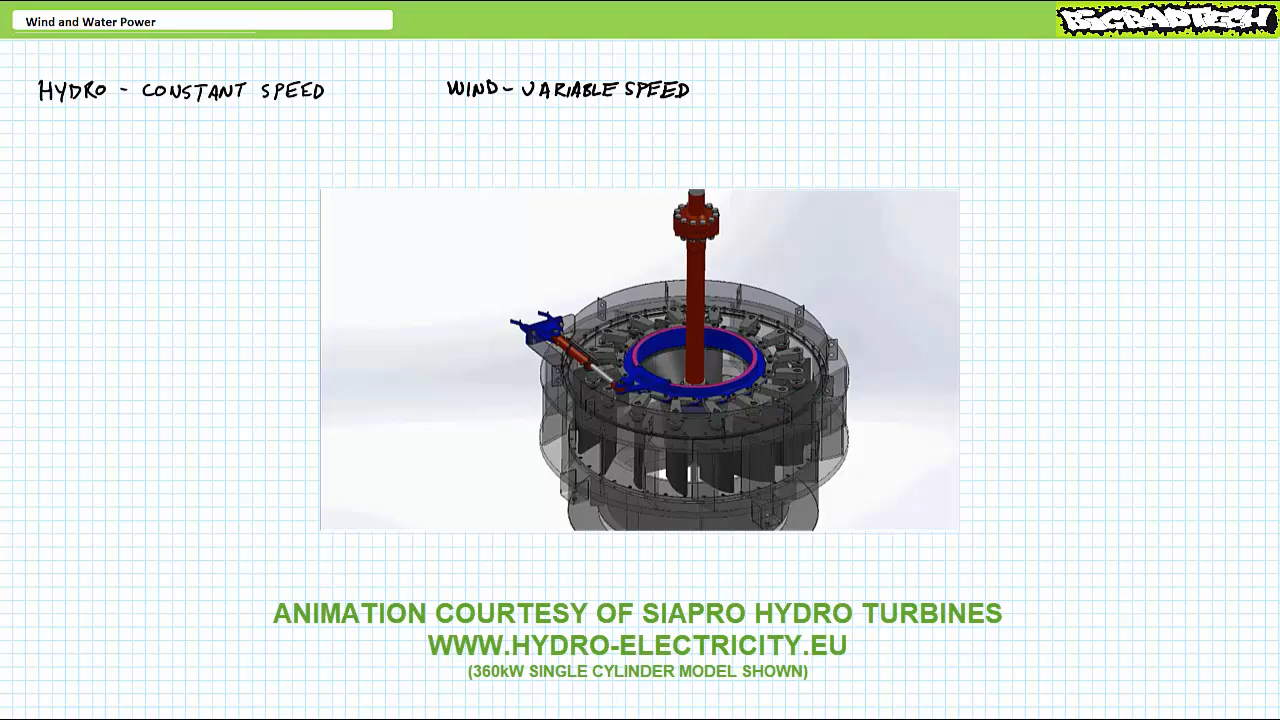 Wind and Water Power
BIGBADTECH
HYDRO - CONSTANT SPEED
WIND - VARIABLE SPEED
ANIMATION COURTESY OF SIAPRO HYDRO TURBINES
WWW.HYDRO-ELECTRICITY.EU
(360kW SINGLE CYLINDER MODEL SHOWN)